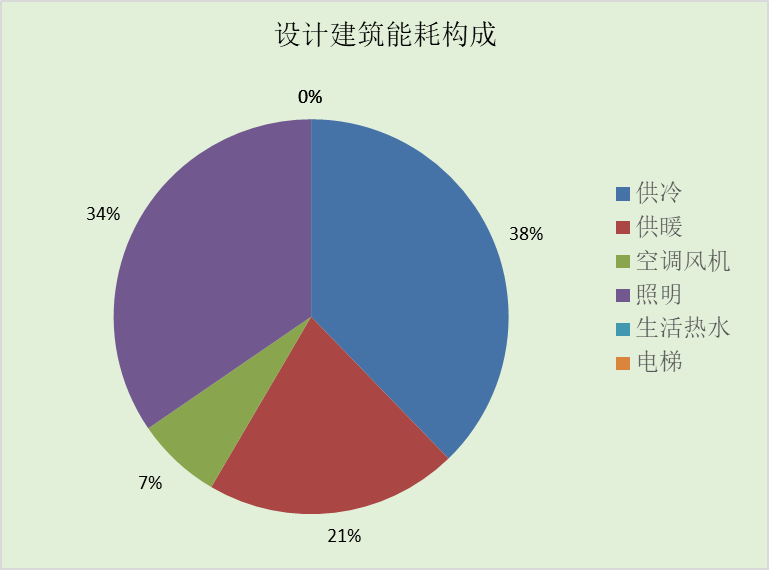 设计建筑能耗构成
0%
34%
38%
7%
21%
供冷
供暖
空调风机
照明
生活热水
电梯